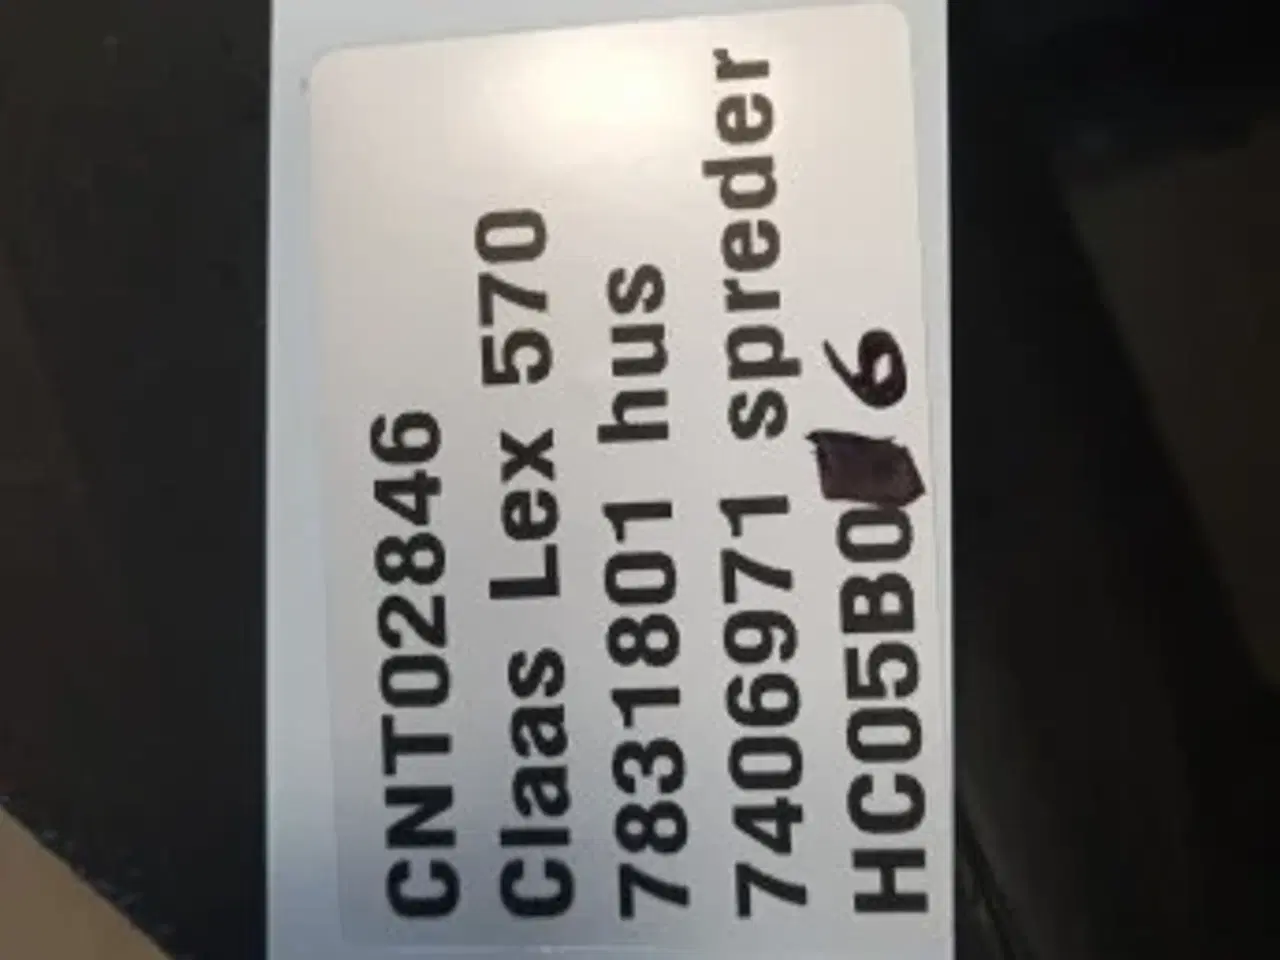 CNT02846
Claas Lex 570
7831801 hus
7406971 spreder
HC05B0 6